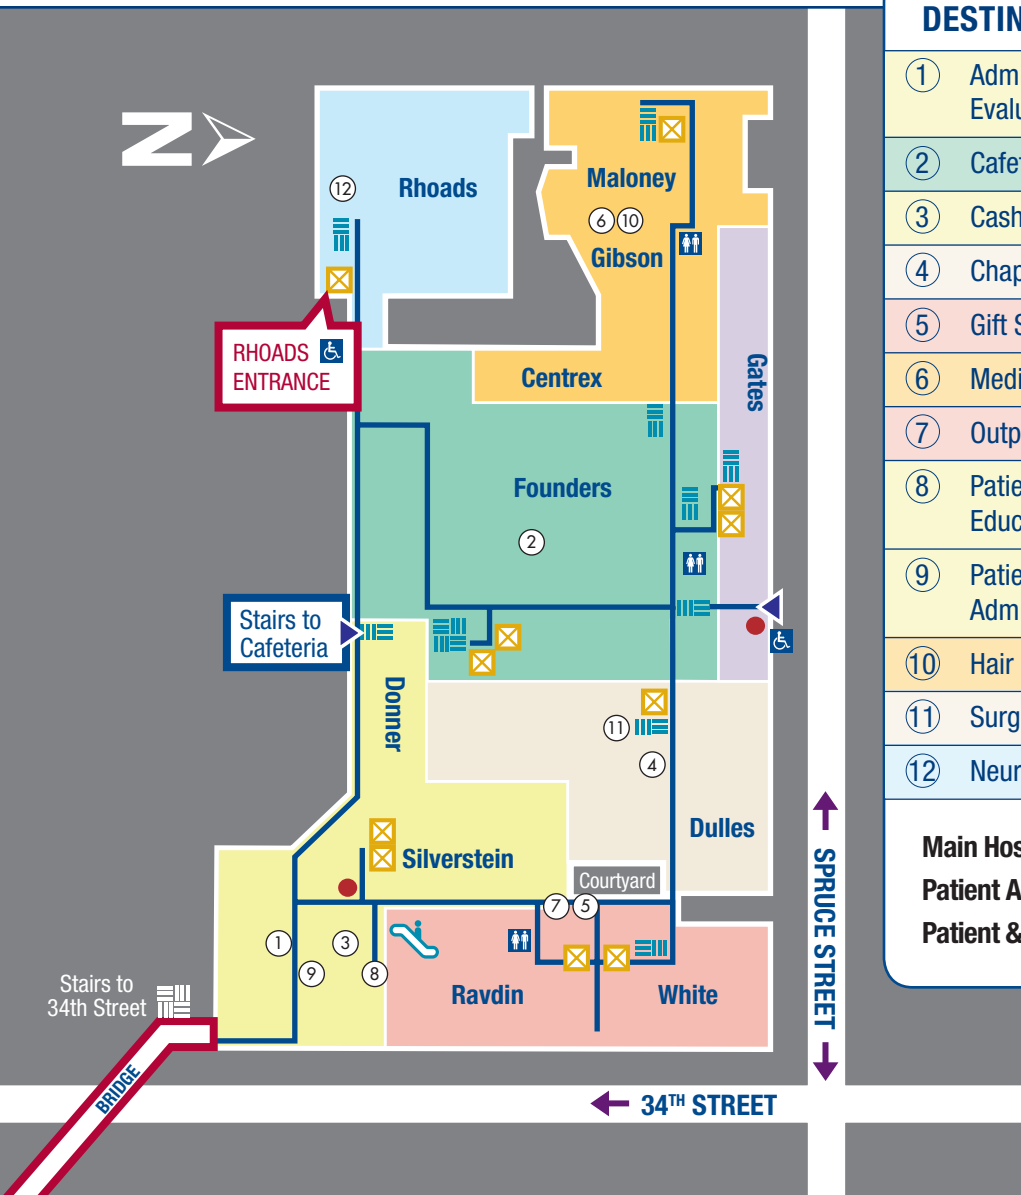 N
Rhoads
12
Maloney
6 10
Gibson
RHOADS
ENTRANCE
Centrex
Gates
Founders
2
Stairs to
Cafeteria
Donner
11
4
Dulles
Silverstein
Courtyard
7 5
1
3
9
8
Ravdin
White
Stairs to
34th Street
BRIDGE
34TH STREET
SPRUCE STREET
DESTIN
1 Adm
Evalu
2 Cafet
3 Cash
4 Chap
5 Gift S
6 Medi
7 Outp
8 Patie
Educ
9 Patie
Adm
10 Hair
11 Surg
12 Neur
Main Hos
Patient A
Patient &